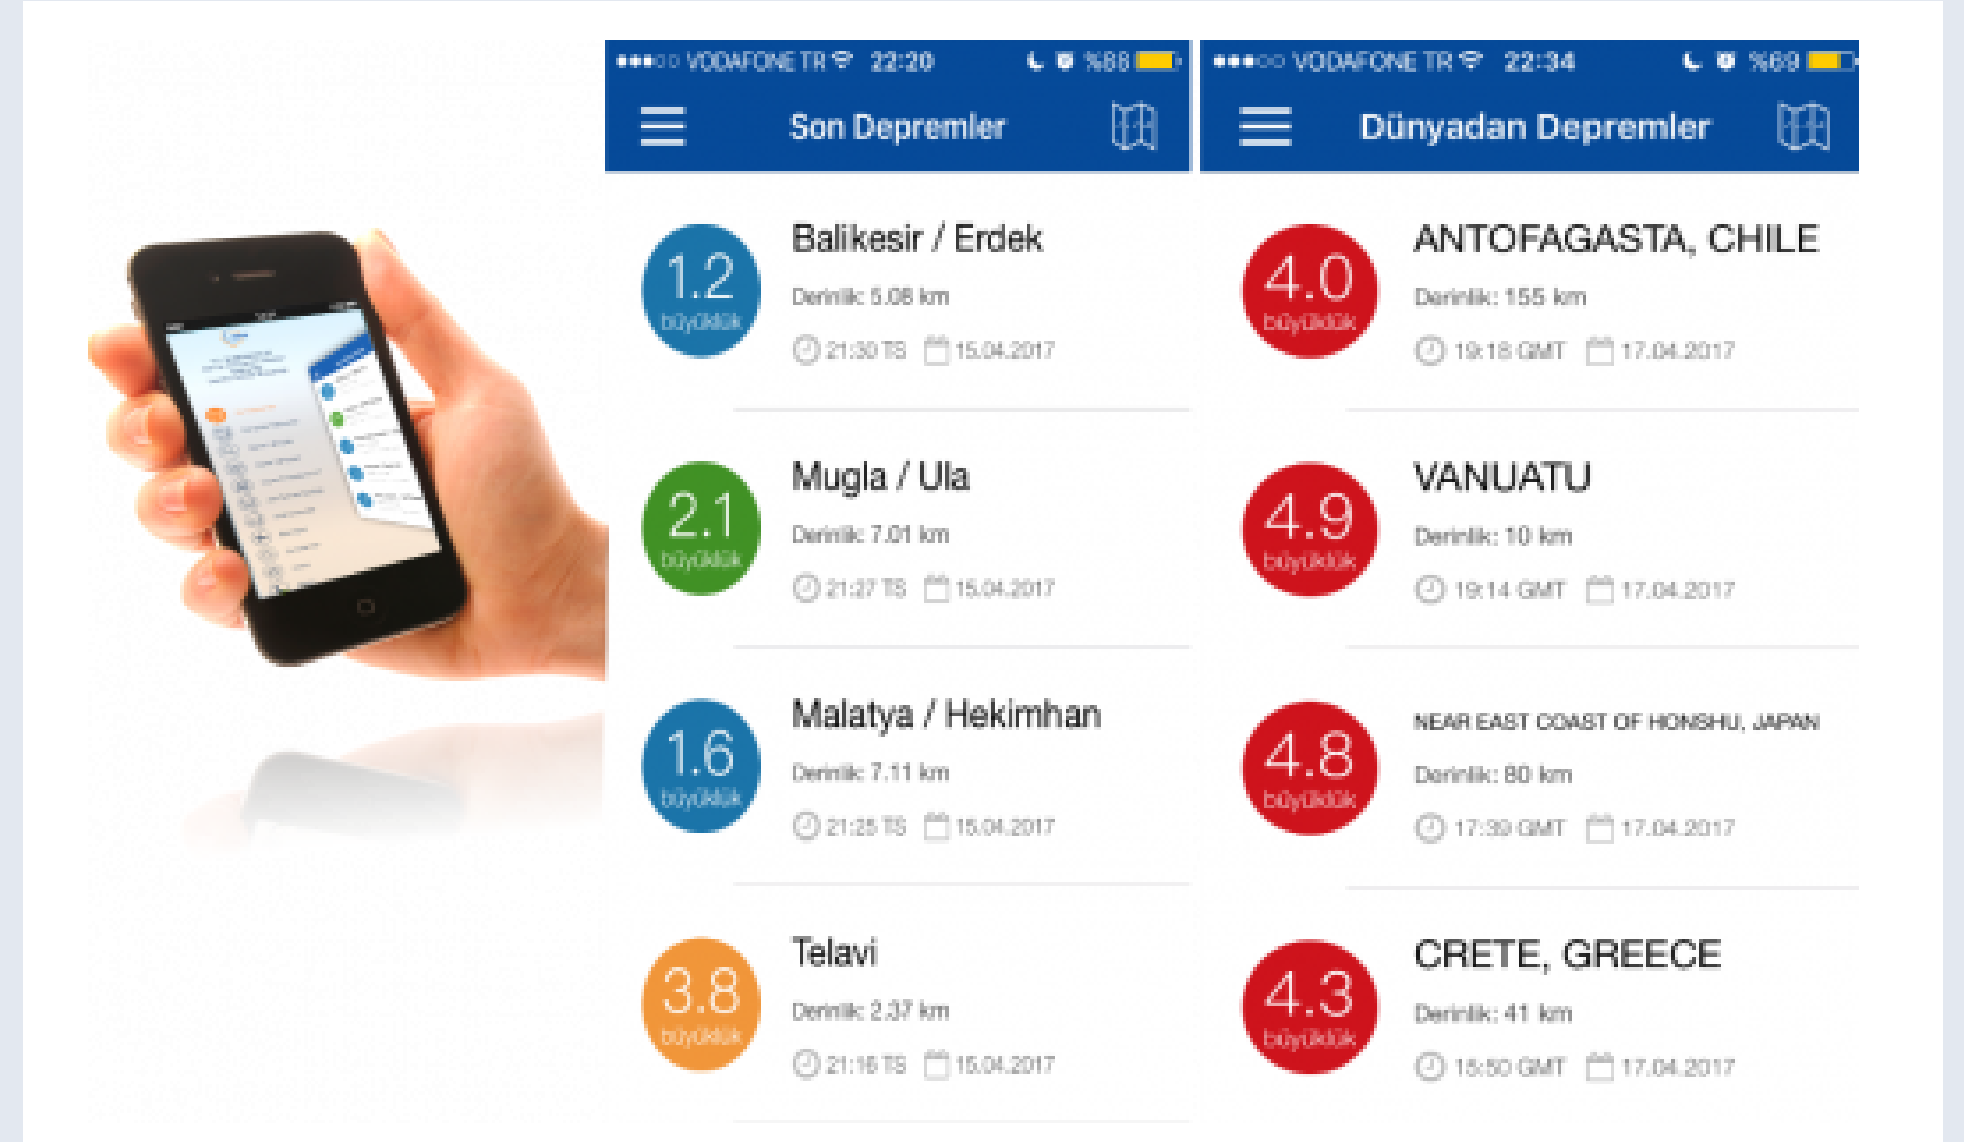 VODAFONE TR 22:20 %88
Son Depremler
1.2
büyüklük
Balikesir / Erdek
Derinlik: 5.08 km
21:30 TS 15.04.2017
2.1
büyüklük
Mugla / Ula
Derinlik: 7.01 km
21:27 TS 15.04.2017
1.6
büyüklük
Malatya / Hekimhan
Derinlik: 7.11 km
21:25 TS 15.04.2017
3.8
büyüklük
Telavi
Derinlik: 2.37 km
21:16 TS 15.04.2017
VODAFONE TR 22:34 %69
Dünyadan Depremler
4.0
büyüklük
ANTOFAGASTA, CHILE
Derinlik: 155 km
19:18 GMT 17.04.2017
4.9
büyüklük
VANUATU
Derinlik: 10 km
19:14 GMT 17.04.2017
4.8
büyüklük
NEAR EAST COAST OF HONSHU, JAPAN
Derinlik: 80 km
17:39 GMT 17.04.2017
4.3
büyüklük
CRETE, GREECE
Derinlik: 41 km
15:50 GMT 17.04.2017